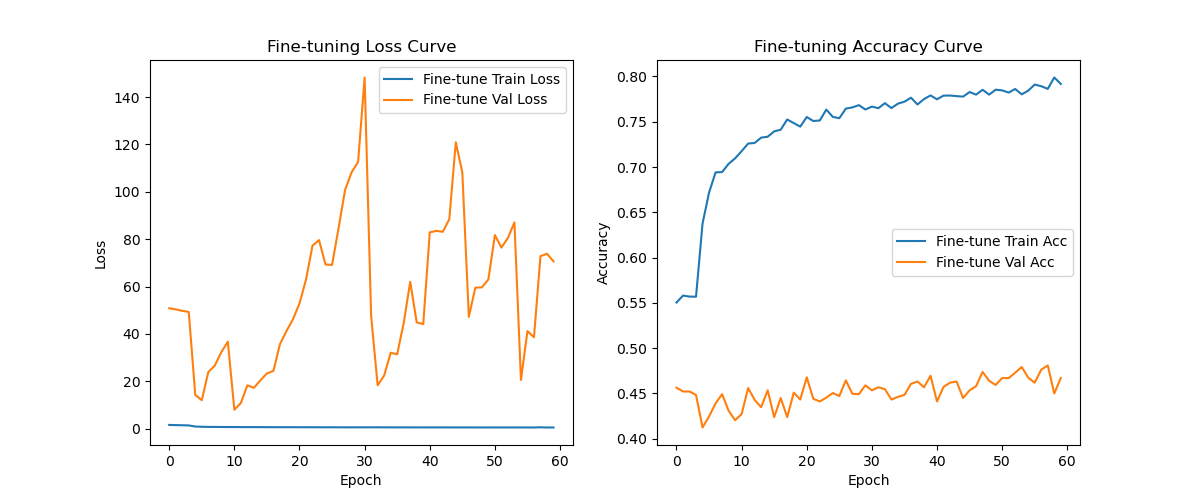 Fine-tuning Loss Curve
Fine-tune Train Loss
Fine-tune Val Loss
140
120
100
80
60
40
20
0
Loss
0 10 20 30 40 50 60
Epoch
Fine-tuning Accuracy Curve
0.80
0.75
0.70
0.65
0.60
0.55
0.50
0.45
0.40
Accuracy
Fine-tune Train Acc
Fine-tune Val Acc
0 10 20 30 40 50 60
Epoch